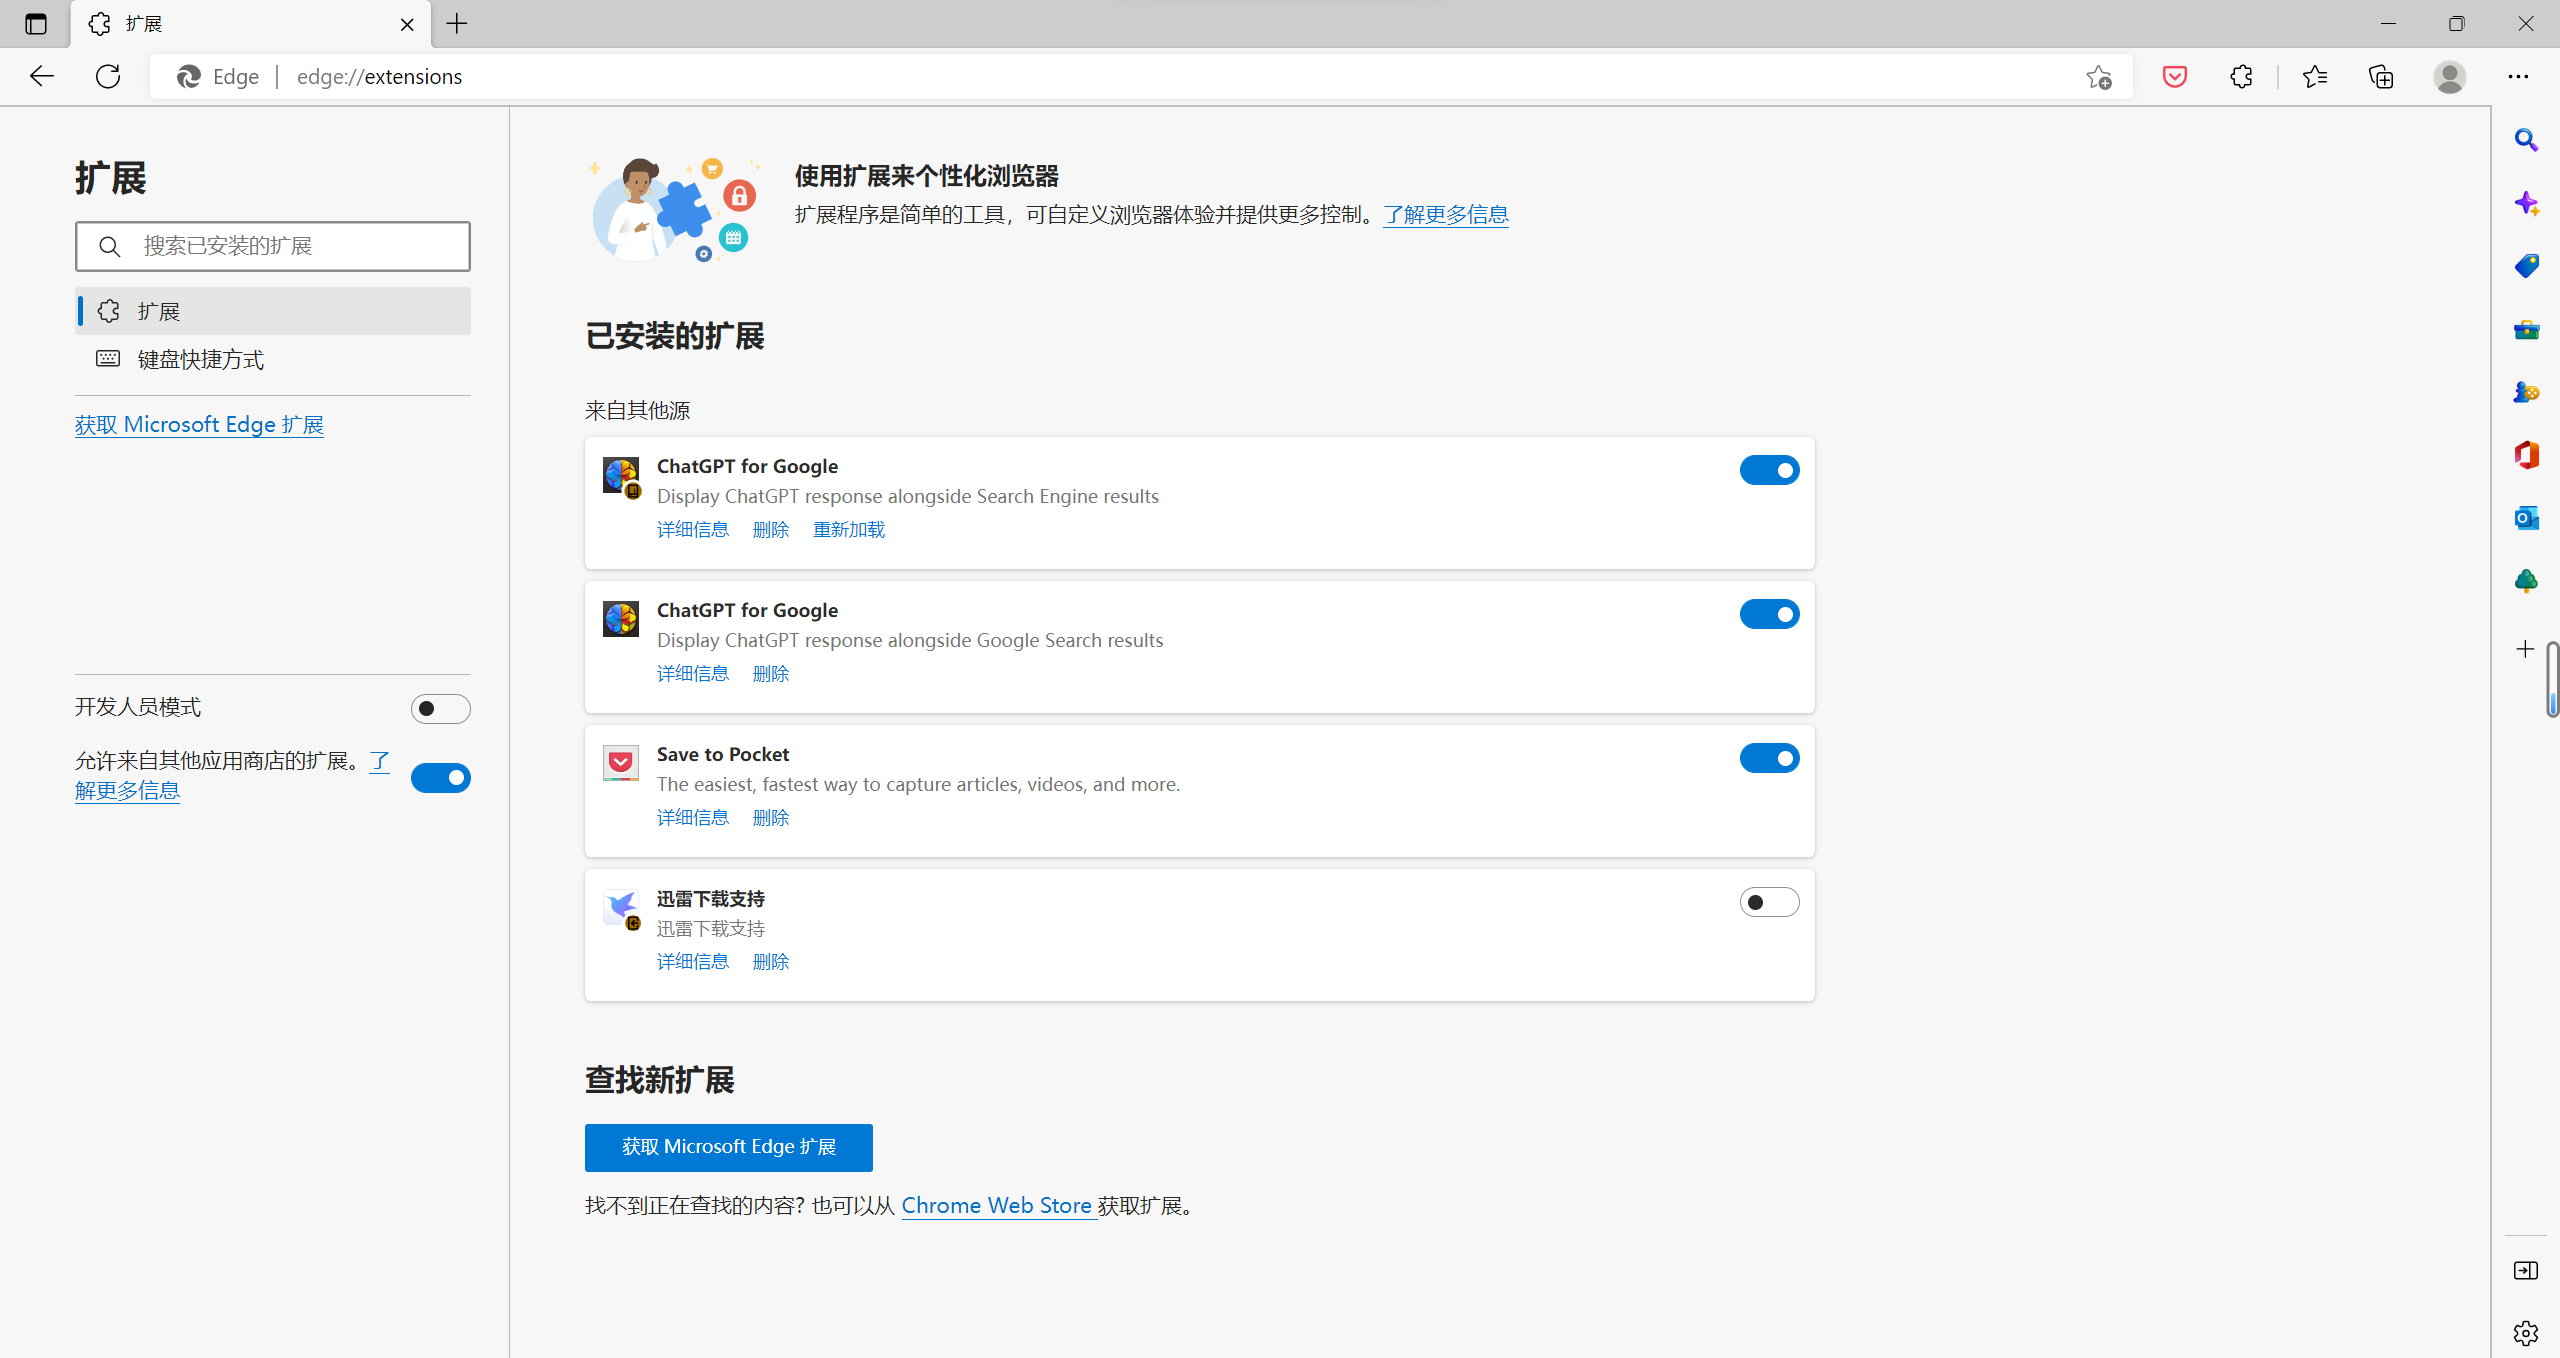 扩展
Edge | edge://extensions
扩展
搜索已安装的扩展
扩展
键盘快捷方式
获取 Microsoft Edge 扩展
开发人员模式
允许来自其他应用商店的扩展。了
解更多信息
使用扩展来个性化浏览器
扩展程序是简单的工具，可自定义浏览器体验并提供更多控制。了解更多信息
已安装的扩展
来自其他源
ChatGPT for Google
Display ChatGPT response alongside Search Engine results
详细信息 删除 重新加载
ChatGPT for Google
Display ChatGPT response alongside Google Search results
详细信息 删除
Save to Pocket
The easiest, fastest way to capture articles, videos, and more.
详细信息 删除
迅雷下载支持
迅雷下载支持
详细信息 删除
查找新扩展
获取 Microsoft Edge 扩展
找不到正在查找的内容? 也可以从 Chrome Web Store 获取扩展。